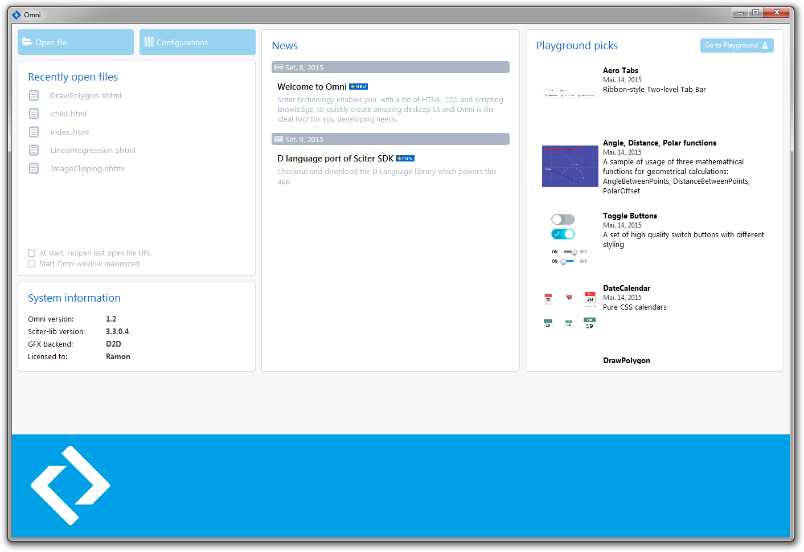 Omni
Open file
Configurations
Recently open files
DrawPolygon.shtml
child.html
index.html
LinearRegression.shtml
ImageClipping.shtml
At start, reopen last open file URL
Start Omni window maximized
System information
Omni version: 1.2
Sciter-lib version: 3.3.0.4
GFX backend: D2D
Licensed to: Ramon
News
Set. 8, 2015
Welcome to Omni NEW
Sciter technology enables you, with a bit of HTML, CSS and scripting
knowledge, to quickly create amazing desktop UI and Omni is the
ideal tool for you developing needs.
Set. 9, 2015
D language port of Sciter SDK
Checkout and download the D Language library which powers this
app
Playground picks
Go to Playground
Aero Tabs
Mai. 14, 2015
Ribbon-style Two-level Tab Bar
Angle, Distance, Polar functions
Mai. 14, 2015
A sample of usage of three memathmathical
functions for geometrical calculations:
AngleBetweenPoints, DistanceBetweenPoints,
PolarOffset
Toggle Buttons
Mai. 14, 2015
A set of high quality switch buttons with different
styling
ON OFF
ON OFF
DateCalendar
Mai. 14, 2015
Pure CSS calendars
19
DrawPolygon